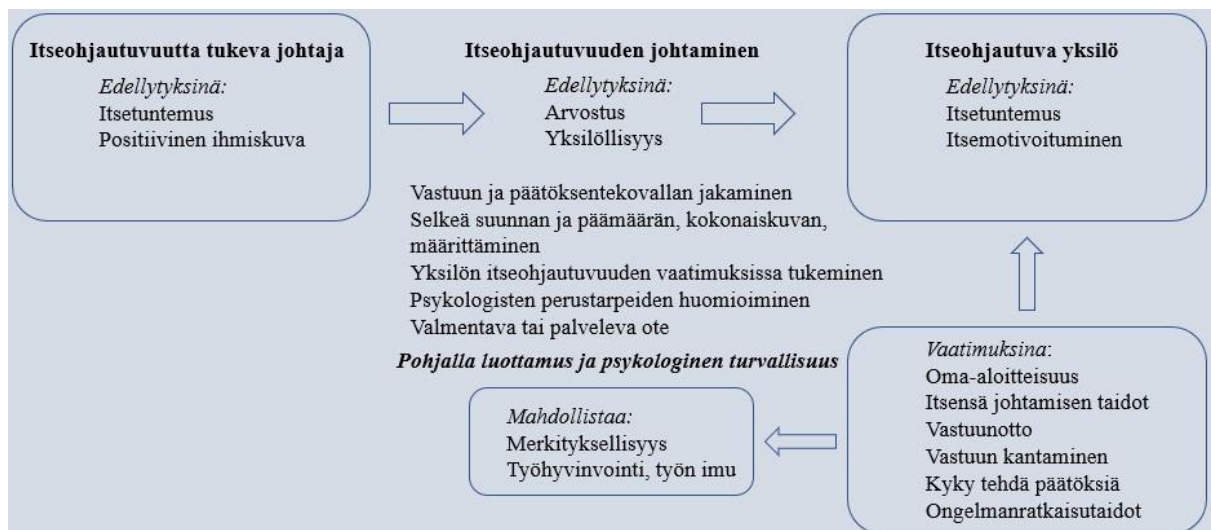 Itseohjautuvuutta tukeva johtaja
Edellytyksinä:
Itsetuntemus
Positiivinen ihmiskuva
Itseohjautuvuuden johtaminen
Edellytyksinä:
Arvostus
Yksilöllisyys
Vastuun ja päätöksentekovallan jakaminen
Selkeä suunnan ja päämäärän, kokonaiskuvan,
määrittäminen
Yksilön itseohjautuvuuden vaatimuksissa tukeminen
Psykologisten perustarpeiden huomioiminen
Valmentava tai palveleva ote
Pohjalla luottamus ja psykologinen turvallisuus
Itseohjautuva yksilö
Edellytyksinä:
Itsetuntemus
Itsemotivoituminen
Vaatimuksina:
Oma-aloitteisuus
Itsensä johtamisen taidot
Vastuunotto
Vastuun kantaminen
Kyky tehdä päätöksiä
Ongelmanratkaisutaidot
Mahdollistaa:
Merkityksellisyys
Työhyvinvointi, työn imu